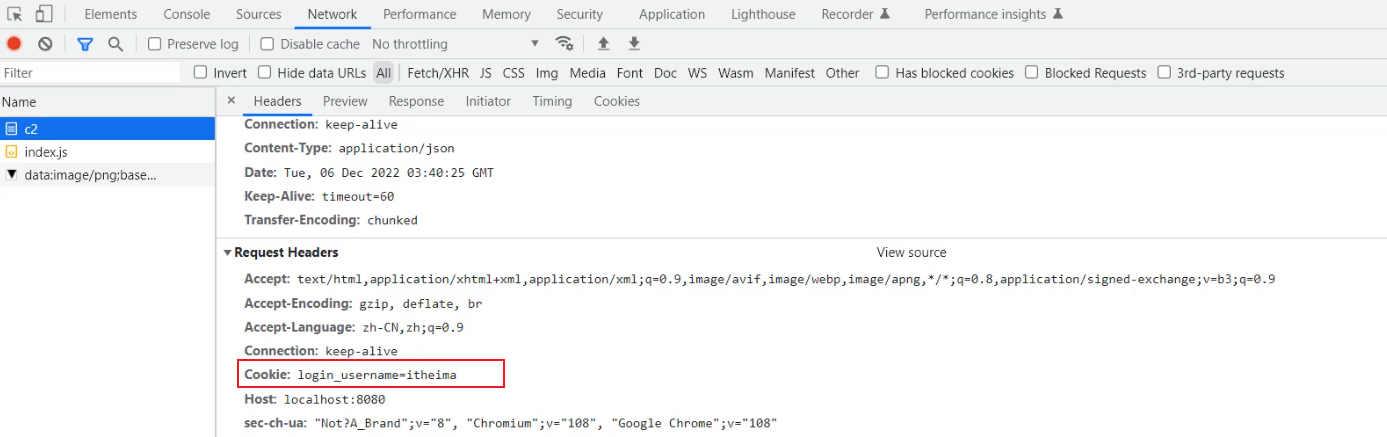 Elements Console Sources Network Performance Memory Security Application Lighthouse Recorder Performance insights
Preserve log Disable cache No throttling
Filter Invert Hide data URLs All Fetch/XHR JS CSS Img Media Font Doc WS Wasm Manifest Other Has blocked cookies Blocked Requests 3rd-party requests
Name × Headers Preview Response Initiator Timing Cookies
c2
index.js
data:image/png;base...
Connection: keep-alive
Content-Type: application/json
Date: Tue, 06 Dec 2022 03:40:25 GMT
Keep-Alive: timeout=60
Transfer-Encoding: chunked
Request Headers View source
Accept: text/html,application/xhtml+xml,application/xml;q=0.9,image/avif,image/webp,image/apng,*/*;q=0.8,application/signed-exchange;v=b3;q=0.9
Accept-Encoding: gzip, deflate, br
Accept-Language: zh-CN,zh;q=0.9
Connection: keep-alive
Cookie: login_username=itheima
Host: localhost:8080
sec-ch-ua: "Not?A_Brand";v="8", "Chromium";v="108", "Google Chrome";v="108"